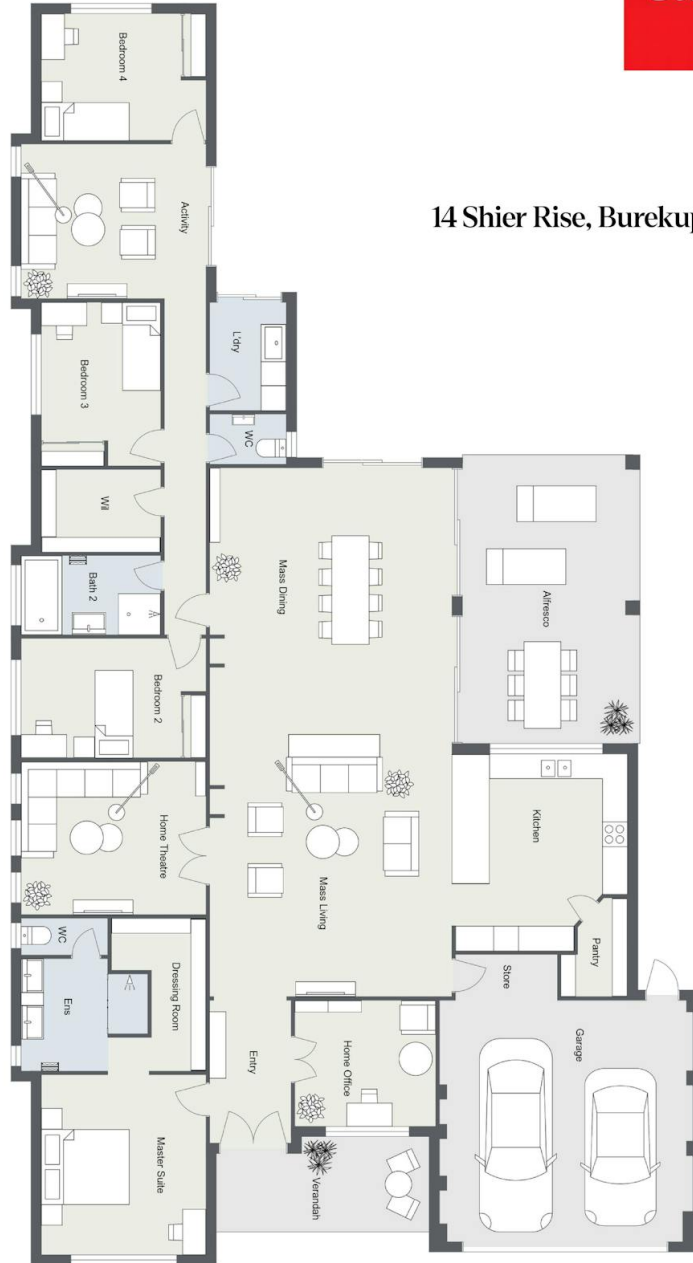 14 Shier Rise, Burekup
Bedroom 4
Activity
L'dry
Bedroom 3
WC
Wil
Bath 2
Mass Dining
Alfresco
Bedroom 2
Home Theatre
Kitchen
Mass Living
Pantry
WC
Dressing Room
Store
Ens
Garage
Entry
Home Office
Master Suite
Verandah